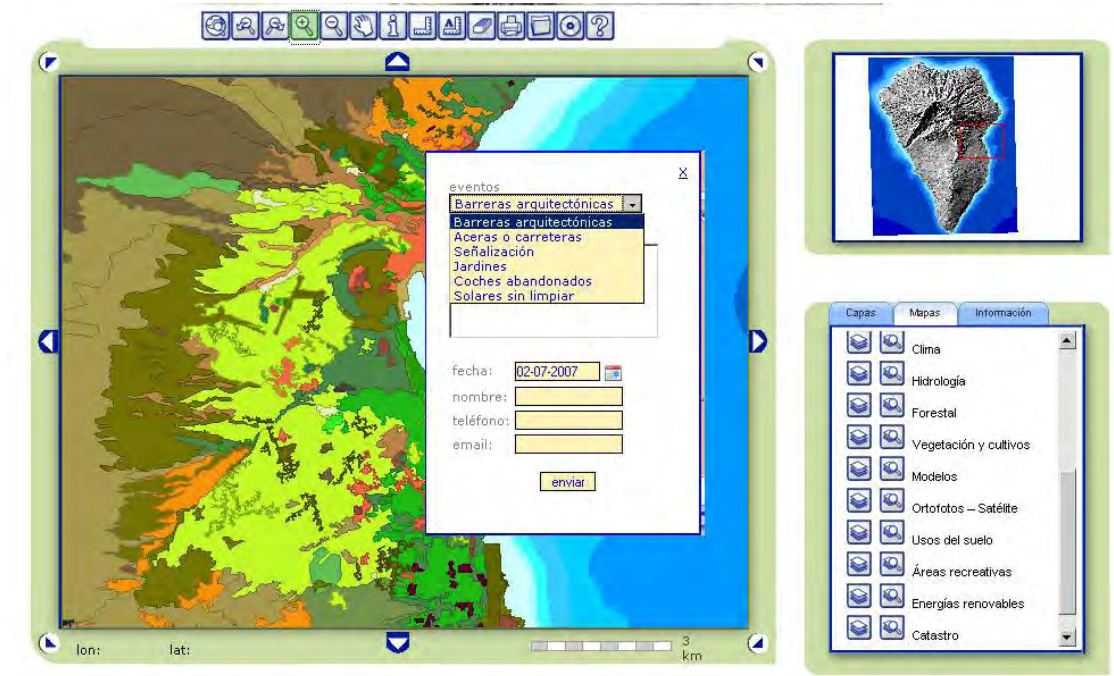 eventos
X
Barreras arquitectónicas
Barreras arquitectónicas
Aceras o carreteras
Señalización
Jardines
Coches abandonados
Solares sin limpiar
fecha: 02-07-2007
nombre:
teléfono:
email:
enviar
lon: lat:
3
km
Capas Mapas Información
Clima
Hidrología
Forestal
Vegetación y cultivos
Modelos
Ortofotos – Satélite
Usos del suelo
Áreas recreativas
Energías renovables
Catastro